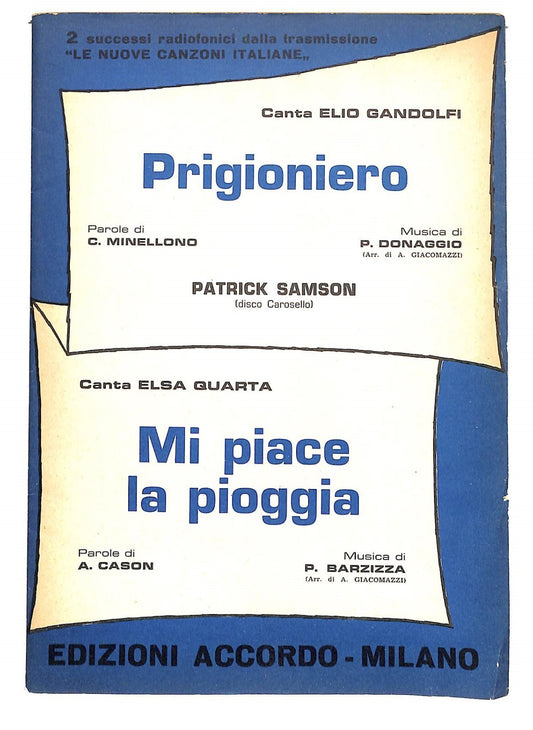 2 successi radiofonici dalla trasmissione
"LE NUOVE CANZONI ITALIANE„
Canta ELIO GANDOLFI
Prigioniero
Parole di
C. MINELLONO
Musica di
P. DONAGGIO
(Arr. di A. GIACOMAZZI)
PATRICK SAMSON
(disco Carosello)
Canta ELSA QUARTA
Mi piace
la pioggia
Parole di
A. CASON
Musica di
P. BARZIZZA
(Arr. di A. GIACOMAZZI)
EDIZIONI ACCORDO - MILANO